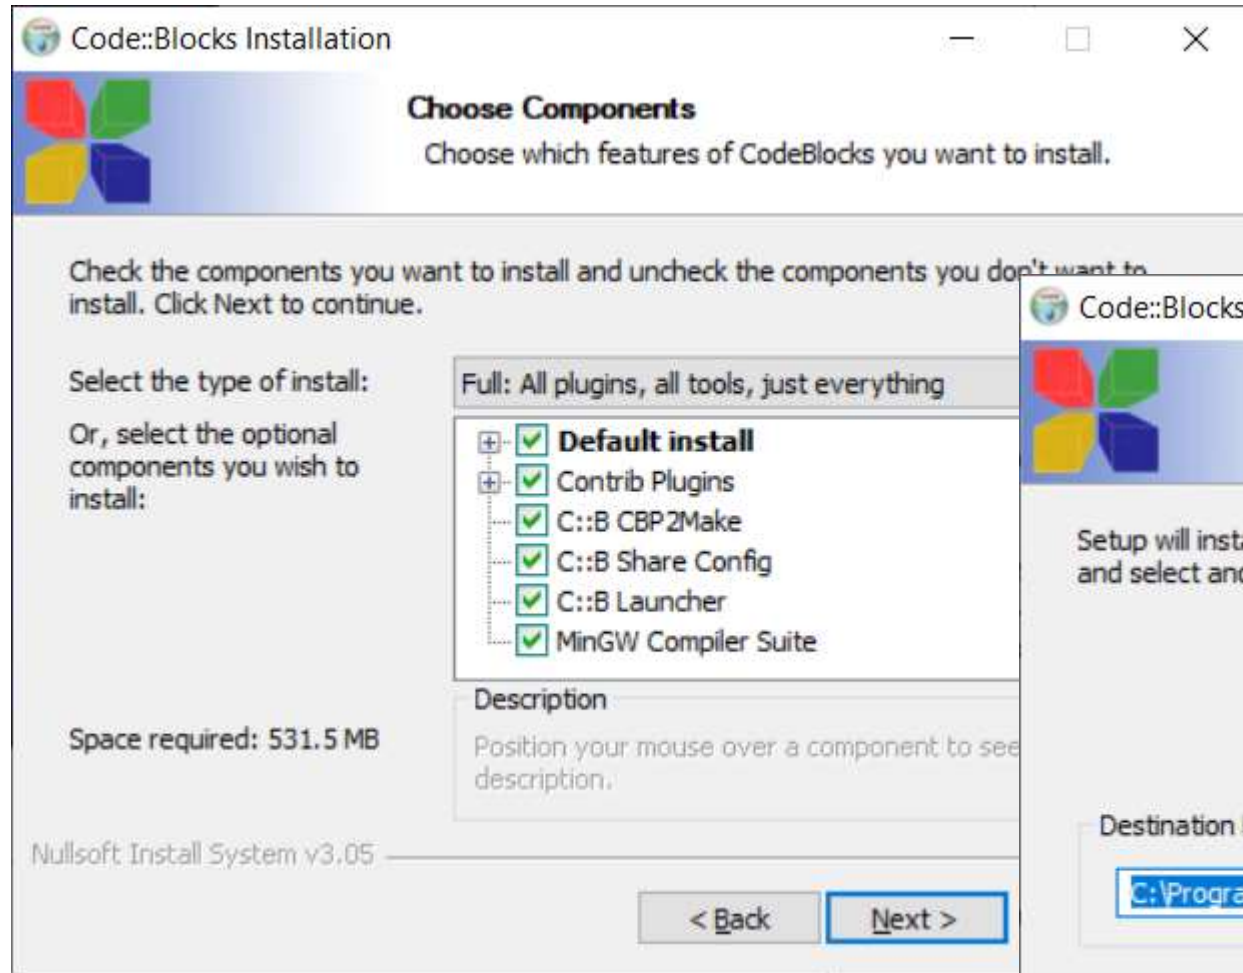 Code::Blocks Installation
Choose Components
Choose which features of CodeBlocks you want to install.
Check the components you want to install and uncheck the components you don't want to
install. Click Next to continue.
Select the type of install:
Full: All plugins, all tools, just everything
Or, select the optional
components you wish to
install:
Default install
Contrib Plugins
C::B CBP2Make
C::B Share Config
C::B Launcher
MinGW Compiler Suite
Space required: 531.5 MB
Description
Position your mouse over a component to see
description.
Nullsoft Install System v3.05
< Back
Next >
Code::Blocks
Setup will
and select
Destination